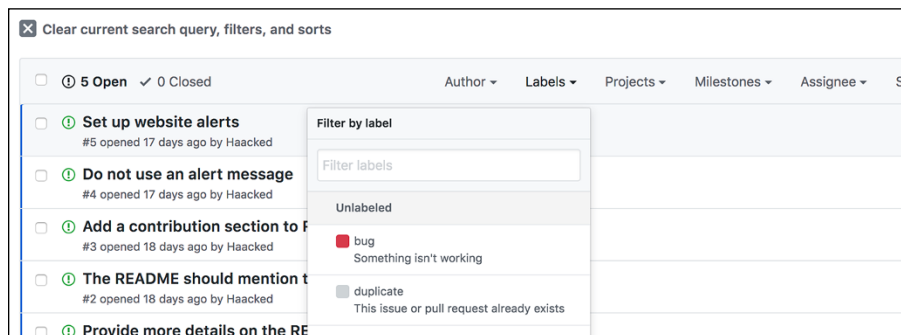 Clear current search query, filters, and sorts
5 Open 0 Closed Author Labels Projects Milestones Assignee
Set up website alerts
#5 opened 17 days ago by Haacked
Do not use an alert message
#4 opened 17 days ago by Haacked
Add a contribution section to
#3 opened 18 days ago by Haacked
The README should mention
#2 opened 18 days ago by Haacked
Provide more details on the
Filter by label
Filter labels
Unlabeled
bug
Something isn't working
duplicate
This issue or pull request already exists